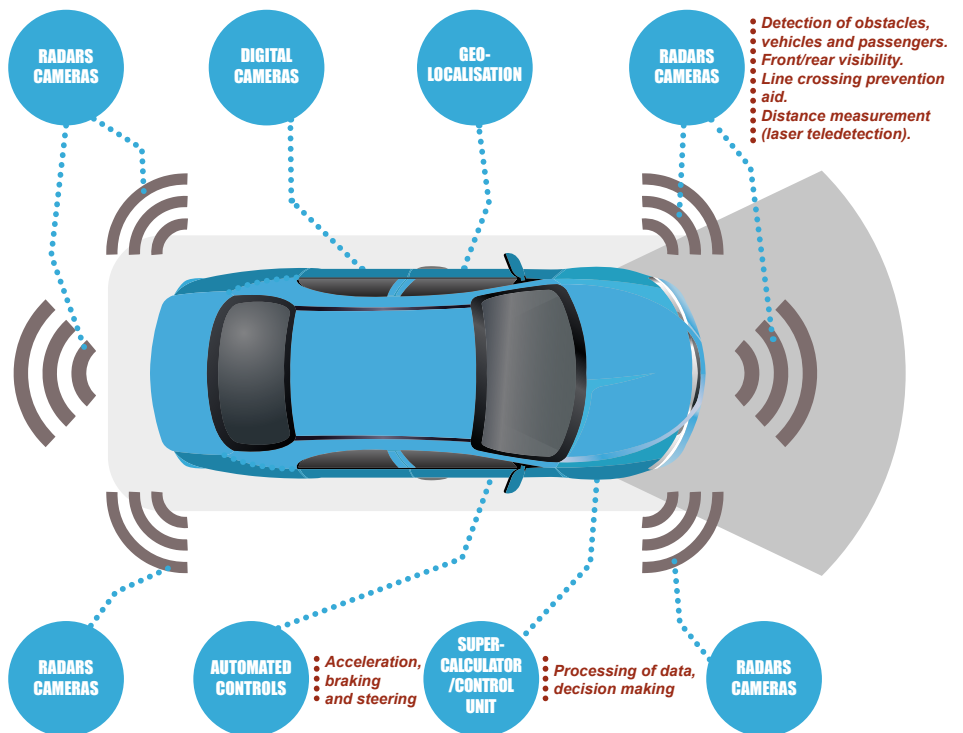 RADARS
CAMERAS
DIGITAL
CAMERAS
GEO-
LOCALISATION
RADARS
CAMERAS
Detection of obstacles,
vehicles and passengers.
Front/rear visibility.
Line crossing prevention
aid.
Distance measurement
(laser teledetection).
RADARS
CAMERAS
AUTOMATED
CONTROLS
Acceleration,
braking
and steering
SUPER-
CALCULATOR
/CONTROL
UNIT
Processing of data,
decision making
RADARS
CAMERAS